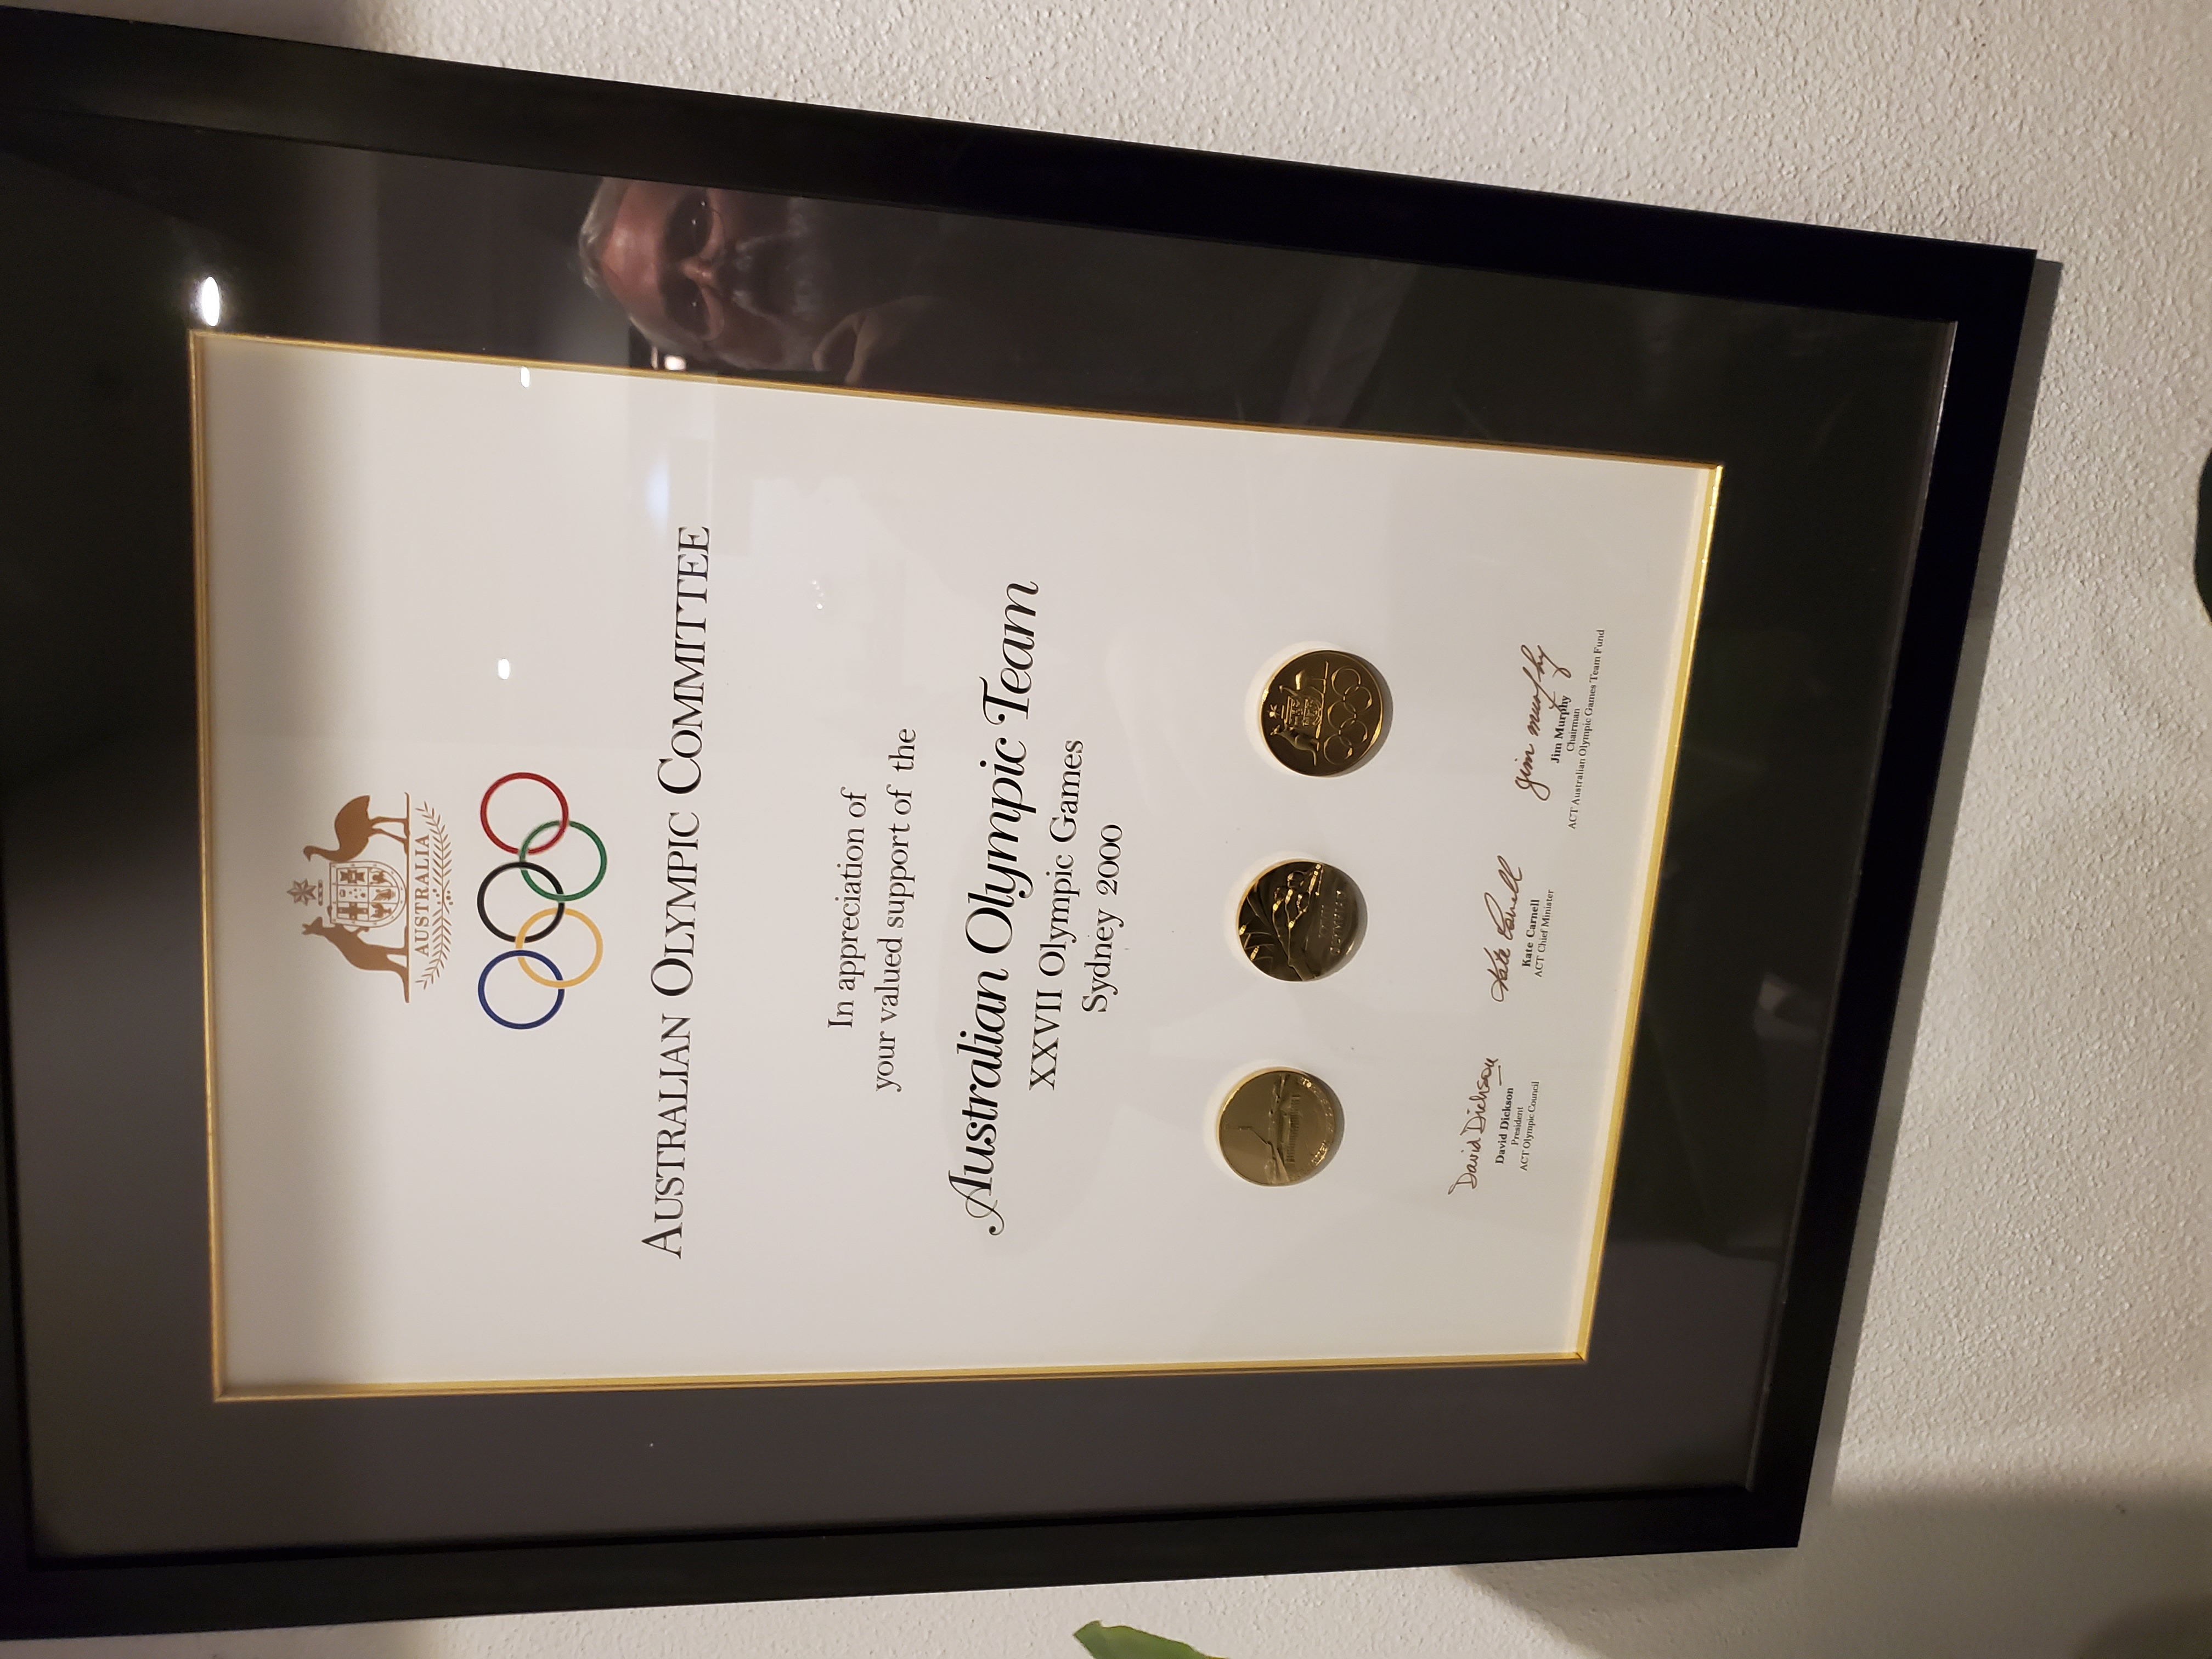 AUSTRALIA
AUSTRALIAN OLYMPIC COMMITTEE
In appreciation of
your valued support of the
Australian Olympic Team
XXVII Olympic Games
Sydney 2000
David Dickson
David Dickson
President
ACT Olympic Council
Kate Carnell
Kate Carnell
ACT Chief Minister
Jim Murphy
Jim Murphy
Chairman
ACT Australian Olympic Games Team Fund